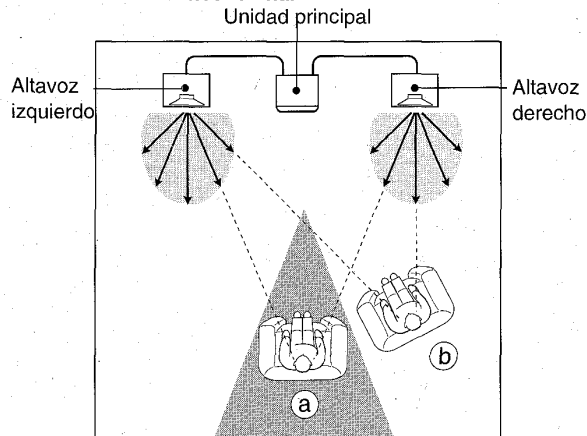 Unidad principal
Altavoz
izquierdo
Altavoz
derecho
b
a